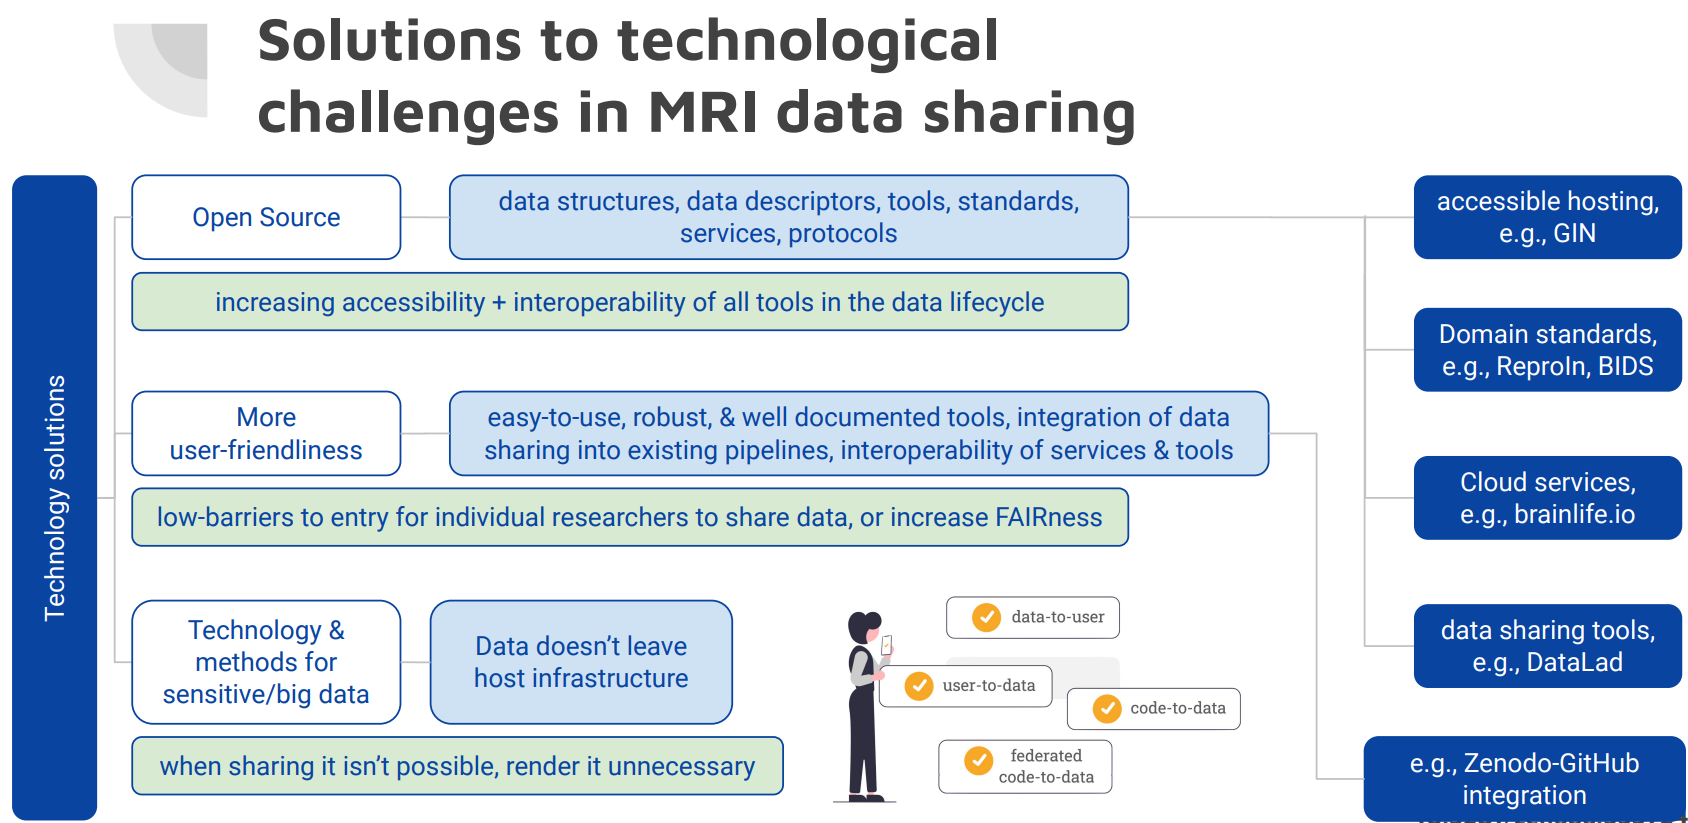 Solutions to technological
challenges in MRI data sharing
Technology solutions
Open Source
data structures, data descriptors, tools, standards,
services, protocols
accessible hosting,
e.g., GIN
increasing accessibility + interoperability of all tools in the data lifecycle
Domain standards,
e.g., ReproIn, BIDS
More
user-friendliness
easy-to-use, robust, & well documented tools, integration of data
sharing into existing pipelines, interoperability of services & tools
Cloud services,
e.g., brainlife.io
low-barriers to entry for individual researchers to share data, or increase FAIRness
Technology &
methods for
sensitive/big data
Data doesn’t leave
host infrastructure
data-to-user
user-to-data
code-to-data
federated
code-to-data
data sharing tools,
e.g., DataLad
when sharing it isn’t possible, render it unnecessary
e.g., Zenodo-GitHub
integration